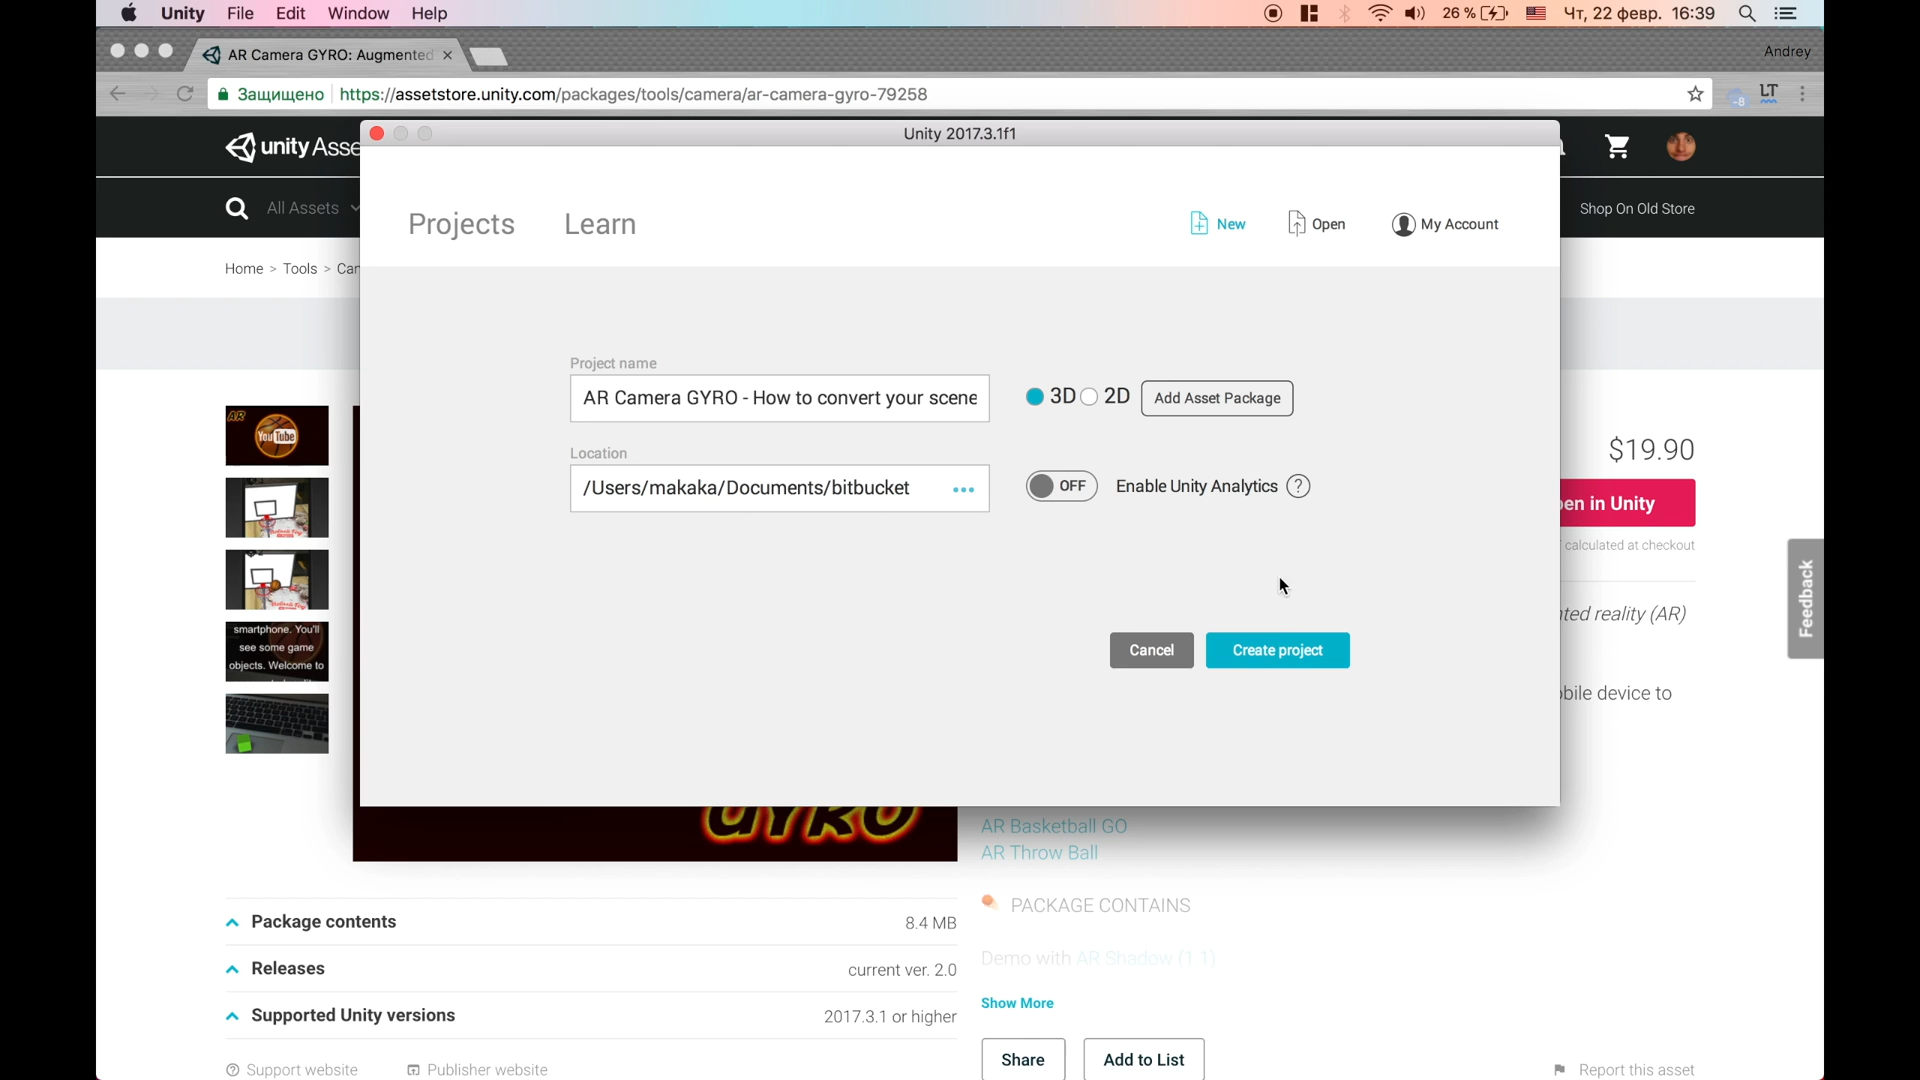 Unity File Edit Window Help
26 % Чт, 22 февр. 16:39
AR Camera GYRO: Augmented
Andrey
Защищено https://assetstore.unity.com/packages/tools/camera/ar-camera-gyro-79258
LT
-8
Unity 2017.3.1f1
unity Asse
All Assets
Shop On Old Store
Projects Learn
New Open My Account
Home > Tools > Car
Project name
AR Camera GYRO - How to convert your scene
3D 2D Add Asset Package
Location
/Users/makaka/Documents/bitbucket
OFF Enable Unity Analytics ?
Cancel Create project
AR
YouTube
smartphone. You'll
see some game
objects. Welcome to
$19.90
en in Unity
calculated at checkout
ted reality (AR)
bile device to
Feedback
GYRO
AR Basketball GO
AR Throw Ball
PACKAGE CONTAINS
Demo with AR Shadow (1.1)
Show More
Share Add to List
Package contents 8.4 MB
Releases current ver. 2.0
Supported Unity versions 2017.3.1 or higher
Support website Publisher website
Report this asset